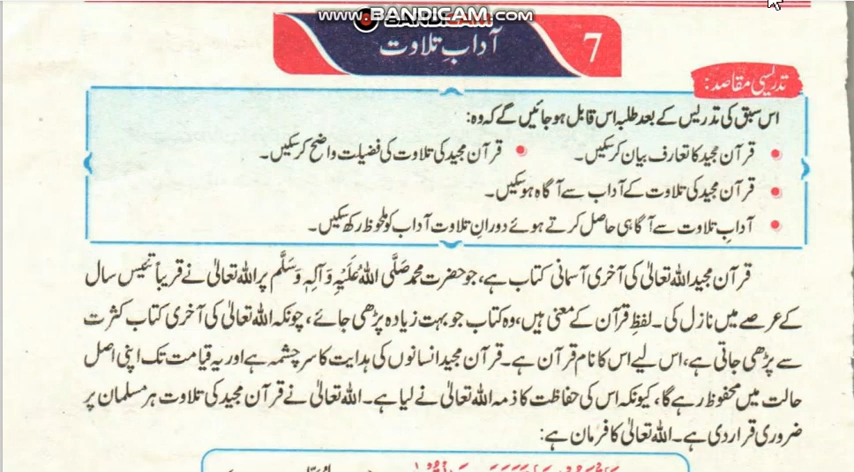 WWW.BANDICAM.COM
7
آدابِ تلاوت
تدریسی مقاصد:
اس سبق کی تدریس کے بعد طلبہ اس قابل ہو جائیں گے کہ وہ:
• قرآن مجید کا تعارف بیان کر سکیں۔ • قرآن مجید کی تلاوت کی فضیلت واضح کر سکیں۔
• قرآن مجید کی تلاوت کے آداب سے آگاہ ہو سکیں۔
• آدابِ تلاوت سے آگاہی حاصل کرتے ہوئے دورانِ تلاوت آداب کو ملحوظ رکھ سکیں۔
قرآن مجید اللہ تعالیٰ کی آخری آسمانی کتاب ہے، جو حضرت محمد صَلَّی اللہُ عَلَیْہِ وَآلِہٖ وَسَلَّم پر اللہ تعالیٰ نے قریباً تئیس سال
کے عرصے میں نازل کی۔ لفظِ قرآن کے معنی ہیں، وہ کتاب جو بہت زیادہ پڑھی جائے، چونکہ اللہ تعالیٰ کی آخری کتاب کثرت
سے پڑھی جاتی ہے، اس لیے اس کا نام قرآن ہے۔ قرآن مجید انسانوں کی ہدایت کا سر چشمہ ہے اور یہ قیامت تک اپنی اصل
حالت میں محفوظ رہے گا، کیونکہ اس کی حفاظت کا ذمہ اللہ تعالیٰ نے لیا ہے۔ اللہ تعالیٰ نے قرآن مجید کی تلاوت ہر مسلمان پر
ضروری قرار دی ہے۔ اللہ تعالیٰ کا فرمان ہے: